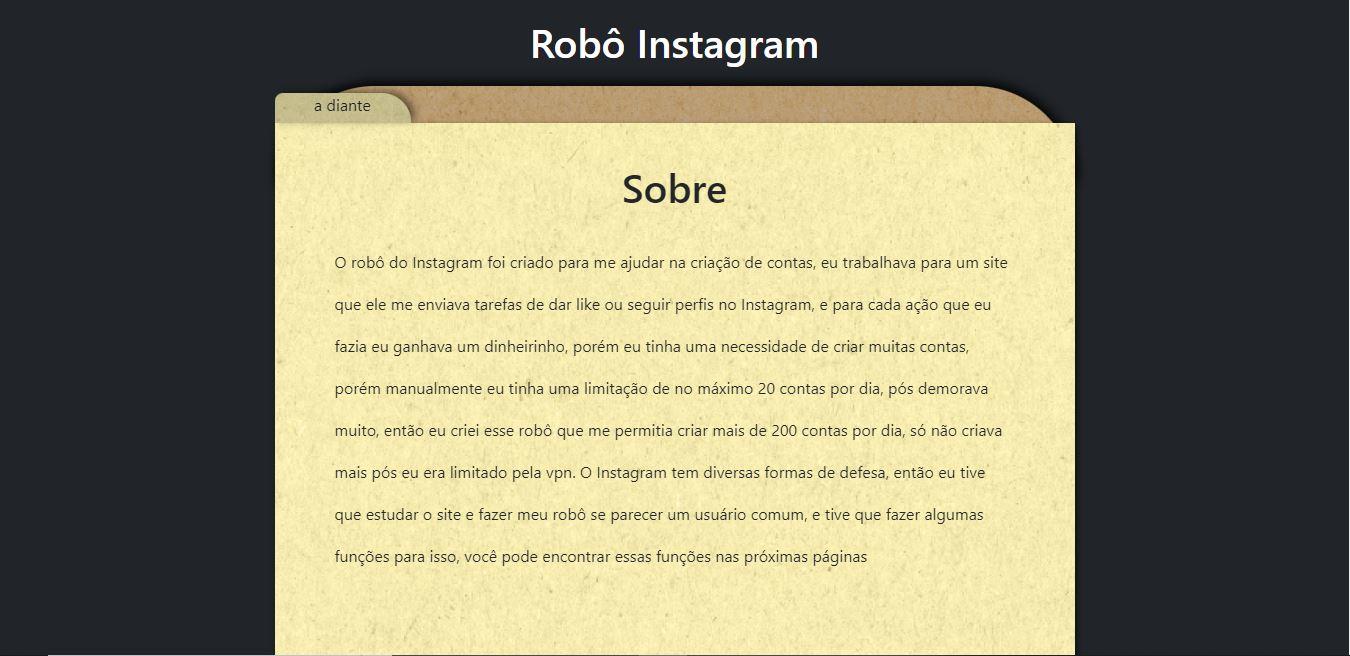 Robô Instagram
a diante
Sobre
O robô do Instagram foi criado para me ajudar na criação de contas, eu trabalhava para um site
que ele me enviava tarefas de dar like ou seguir perfis no Instagram, e para cada ação que eu
fazia eu ganhava um dinheirinho, porém eu tinha uma necessidade de criar muitas contas,
porém manualmente eu tinha uma limitação de no máximo 20 contas por dia, pós demorava
muito, então eu criei esse robô que me permitia criar mais de 200 contas por dia, só não criava
mais pós eu era limitado pela vpn. O Instagram tem diversas formas de defesa, então eu tive
que estudar o site e fazer meu robô se parecer um usuário comum, e tive que fazer algumas
funções para isso, você pode encontrar essas funções nas próximas páginas